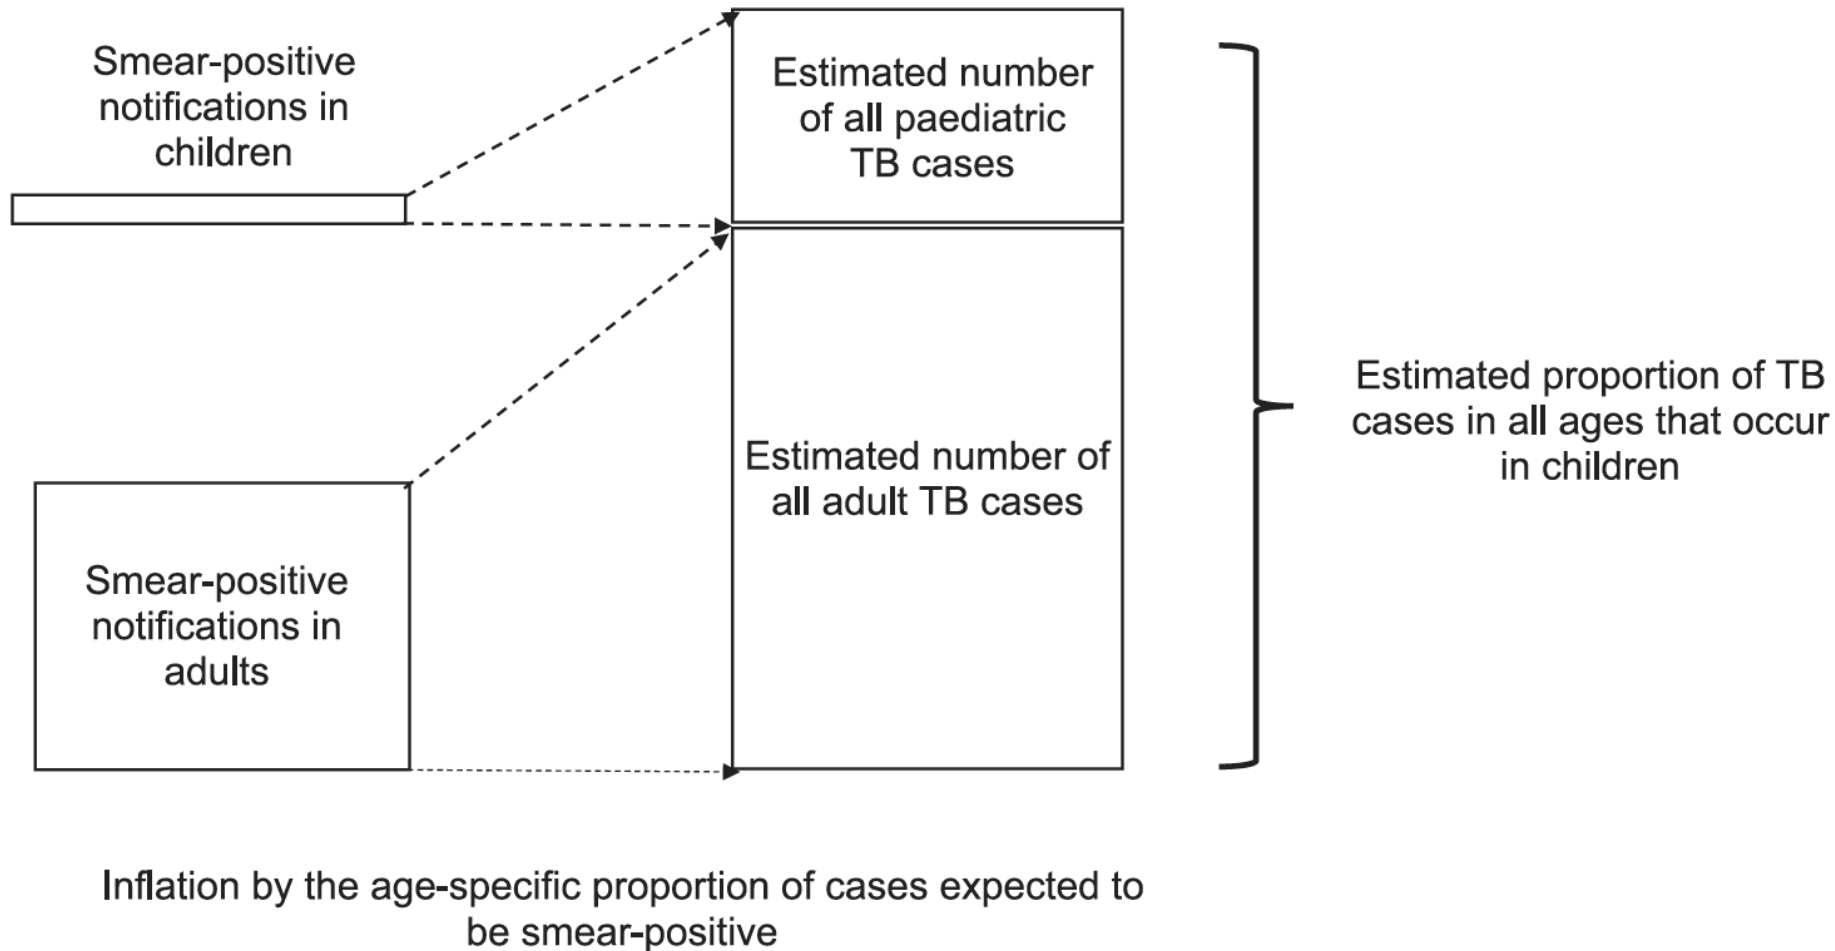 Smear-positive
notifications in
children
Estimated number
of all paediatric
TB cases
Estimated number of
all adult TB cases
Smear-positive
notifications in
adults
Estimated proportion of TB
cases in all ages that occur
in children
Inflation by the age-specific proportion of cases expected to
be smear-positive